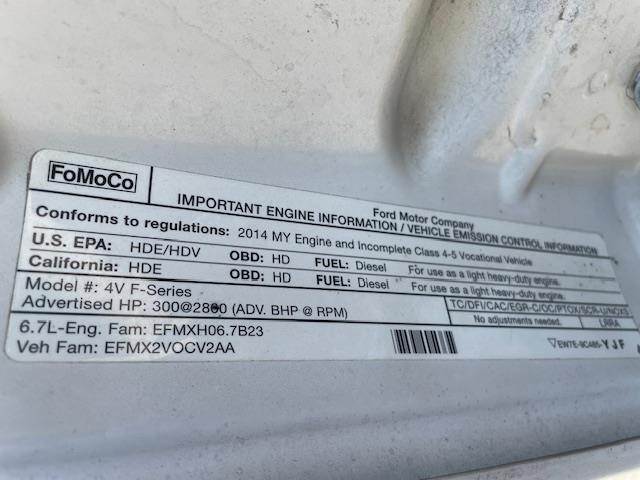 FoMoCo
Ford Motor Company
IMPORTANT ENGINE INFORMATION / VEHICLE EMISSION CONTROL INFORMATION
Conforms to regulations: 2014 MY Engine and Incomplete Class 4-5 Vocational Vehicle
U.S. EPA: HDE/HDV OBD: HD FUEL: Diesel For use as a light heavy-duty engine.
California: HDE OBD: HD FUEL: Diesel For use as a light heavy-duty engine.
Model #: 4V F-Series
Advertised HP: 300@2800 (ADV. BHP @ RPM)
TC/DFI/CAC/EGR-C/OC/PTOX/SCR-U/NOXS
No adjustments needed. LRRA
6.7L-Eng. Fam: EFMXH06.7B23
Veh Fam: EFMX2VOCV2AA
EW7E-9C485-YJF